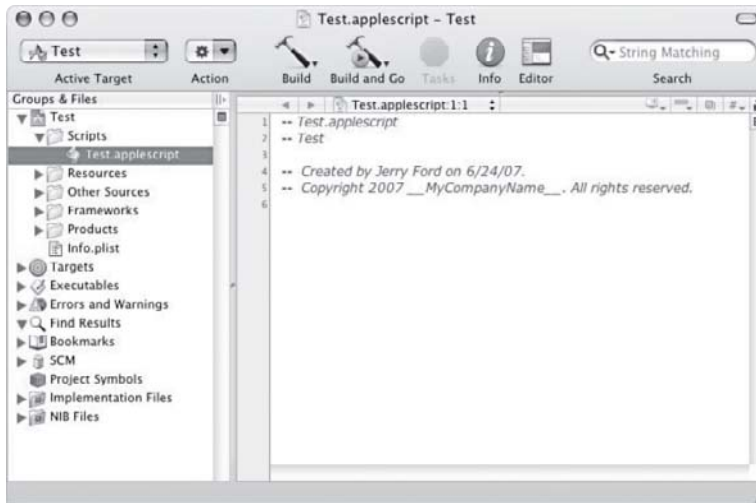 Test.applescript – Test
Test
Active Target
Action
Build
Build and Go
Tasks
Info
Editor
String Matching
Search
Groups & Files
Test
Scripts
Test.applescript
Resources
Other Sources
Frameworks
Products
Info.plist
Targets
Executables
Errors and Warnings
Find Results
Bookmarks
SCM
Project Symbols
Implementation Files
NIB Files
Test.applescript:1:1
1 -- Test.applescript
2 -- Test
3
4 -- Created by Jerry Ford on 6/24/07.
5 -- Copyright 2007 __MyCompanyName__. All rights reserved.
6